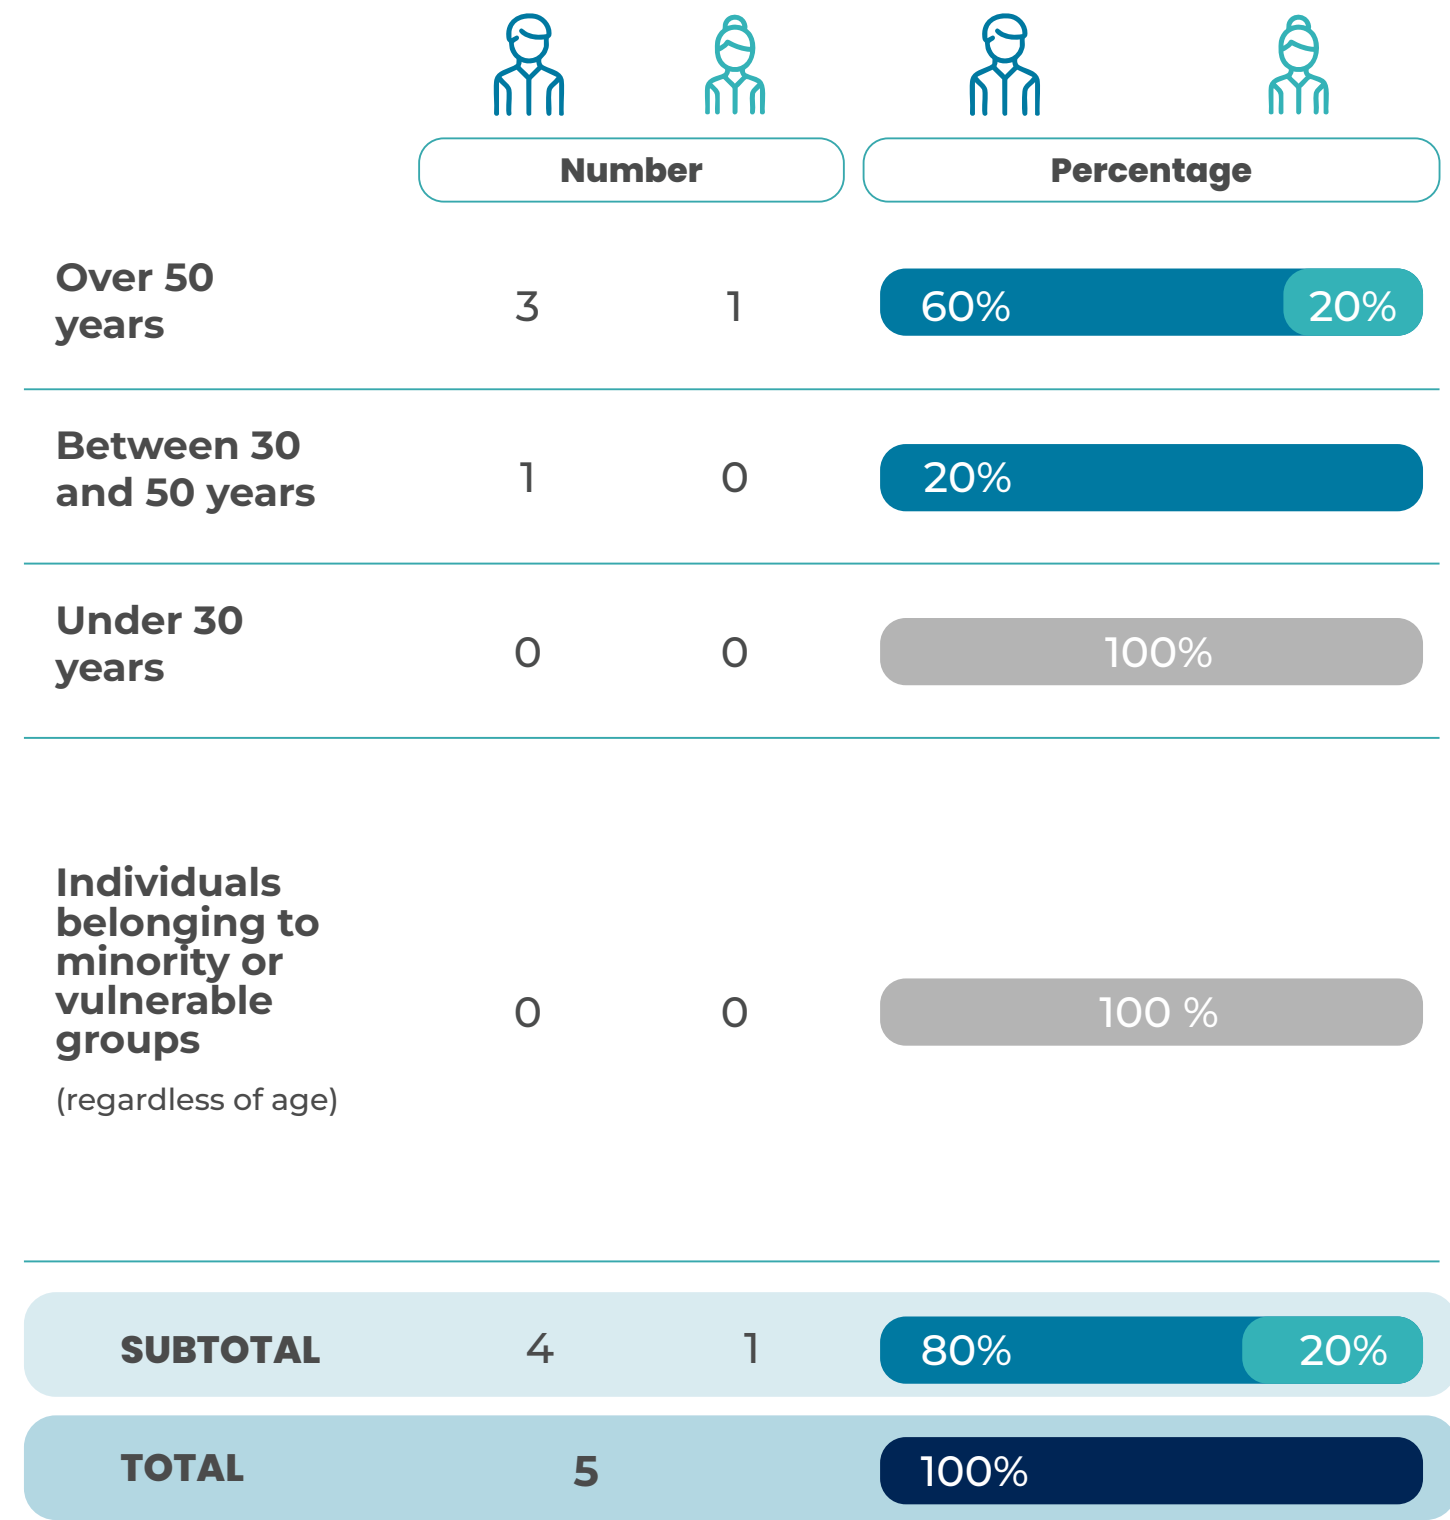 Number Percentage
Over 50
years
3 1 60% 20%
Between 30
and 50 years
1 0 20%
Under 30
years
0 0 100%
Individuals
belonging to
minority or
vulnerable
groups
(regardless of age)
0 0 100 %
SUBTOTAL 4 1 80% 20%
TOTAL 5 100%